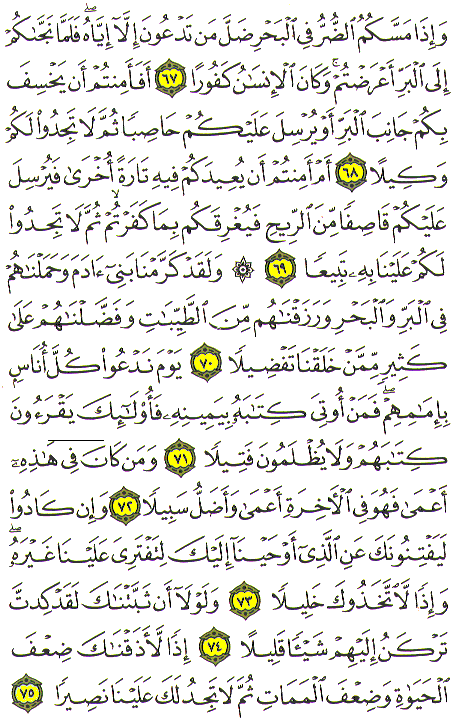 وَإِذَا مَسَّكُمُ ٱلضُّرُّ فِى ٱلْبَحْرِ ضَلَّ مَن تَدْعُونَ إِلَّآ إِيَّاهُ ۖ فَلَمَّا نَجَّىٰكُمْ
إِلَى ٱلْبَرِّ أَعْرَضْتُمْ ۚ وَكَانَ ٱلْإِنسَٰنُ كَفُورًا ٦٧ أَفَأَمِنتُمْ أَن يَخْسِفَ
بِكُمْ جَانِبَ ٱلْبَرِّ أَوْ يُرْسِلَ عَلَيْكُمْ حَاصِبًا ثُمَّ لَا تَجِدُوا۟ لَكُمْ
وَكِيلًا ٦٨ أَمْ أَمِنتُمْ أَن يُعِيدَكُمْ فِيهِ تَارَةً أُخْرَىٰ فَيُرْسِلَ
عَلَيْكُمْ قَاصِفًا مِّنَ ٱلرِّيحِ فَيُغْرِقَكُم بِمَا كَفَرْتُمْ ۙ ثُمَّ لَا تَجِدُوا۟
لَكُمْ عَلَيْنَا بِهِۦ تَبِيعًا ٦٩ ۞ وَلَقَدْ كَرَّمْنَا بَنِىٓ ءَادَمَ وَحَمَلْنَٰهُمْ
فِى ٱلْبَرِّ وَٱلْبَحْرِ وَرَزَقْنَٰهُم مِّنَ ٱلطَّيِّبَٰتِ وَفَضَّلْنَٰهُمْ عَلَىٰ
كَثِيرٍ مِّمَّنْ خَلَقْنَا تَفْضِيلًا ٧٠ يَوْمَ نَدْعُوا۟ كُلَّ أُنَاسٍۭ
بِإِمَٰمِهِمْ ۖ فَمَنْ أُوتِىَ كِتَٰبَهُۥ بِيَمِينِهِۦ فَأُو۟لَٰٓئِكَ يَقْرَءُونَ
كِتَٰبَهُمْ وَلَا يُظْلَمُونَ فَتِيلًا ٧١ وَمَن كَانَ فِى هَٰذِهِۦٓ
أَعْمَىٰ فَهُوَ فِى ٱلْءَاخِرَةِ أَعْمَىٰ وَأَضَلُّ سَبِيلًا ٧٢ وَإِن كَادُوا۟
لَيَفْتِنُونَكَ عَنِ ٱلَّذِىٓ أَوْحَيْنَآ إِلَيْكَ لِتَفْتَرِىَ عَلَيْنَا غَيْرَهُۥ ۖ
وَإِذًا لَّٱتَّخَذُوكَ خَلِيلًا ٧٣ وَلَوْلَآ أَن ثَبَّتْنَٰكَ لَقَدْ كِدتَّ
تَرْكَنُ إِلَيْهِمْ شَيْـًٔا قَلِيلًا ٧٤ إِذًا لَّأَذَقْنَٰكَ ضِعْفَ
ٱلْحَيَوٰةِ وَضِعْفَ ٱلْمَمَاتِ ثُمَّ لَا تَجِدُ لَكَ عَلَيْنَا نَصِيرًا ٧٥